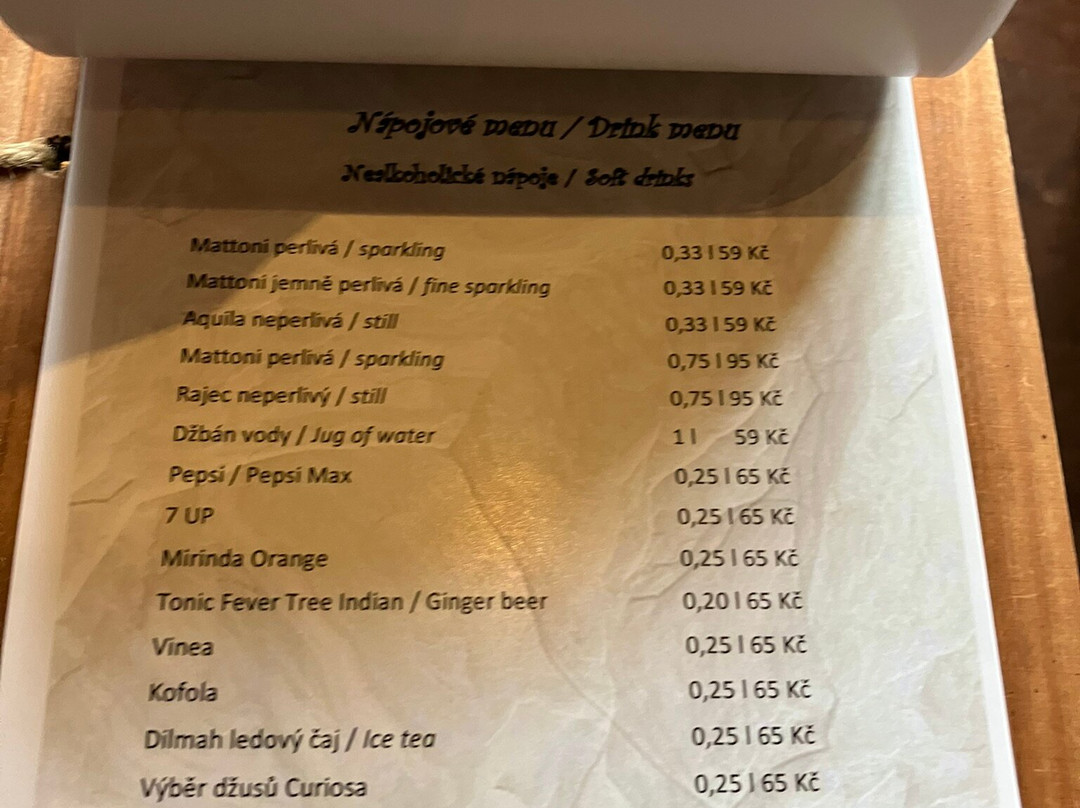 Nápojové menu / Drink menu
Nealkoholické nápoje / Soft drinks
Mattoni perlivá / sparkling 0,33 l 59 Kč
Mattoni jemně perlivá / fine sparkling 0,33 l 59 Kč
Aquila neperlivá / still 0,33 l 59 Kč
Mattoni perlivá / sparkling 0,75 l 95 Kč
Rajec neperlivý / still 0,75 l 95 Kč
Džbán vody / Jug of water 1 l 59 Kč
Pepsi / Pepsi Max 0,25 l 65 Kč
7 UP 0,25 l 65 Kč
Mirinda Orange 0,25 l 65 Kč
Tonic Fever Tree Indian / Ginger beer 0,20 l 65 Kč
Vinea 0,25 l 65 Kč
Kofola 0,25 l 65 Kč
Dilmah ledový čaj / Ice tea 0,25 l 65 Kč
Výběr džusů Curiosa 0,25 l 65 Kč